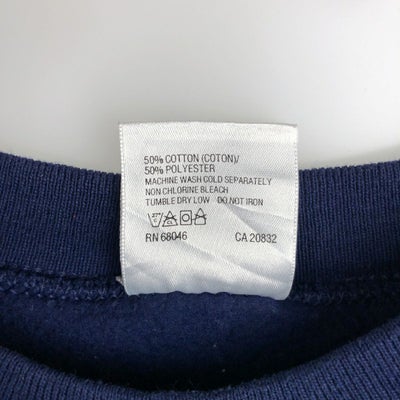 50% COTTON (COTON)/
50% POLYESTER
MACHINE WASH COLD SEPARATELY
NON CHLORINE BLEACH
TUMBLE DRY LOW DO NOT IRON
RN 68046 CA 20832